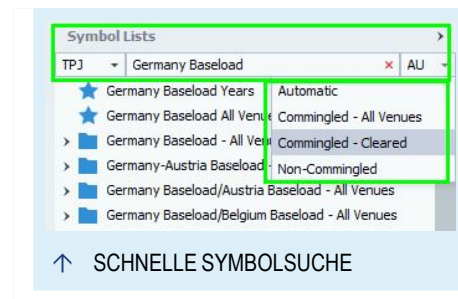 Symbol Lists
TPJ Germany Baseload × AU
Germany Baseload Years
Automatic
Germany Baseload All Venue
Commingled - All Venues
Germany Baseload - All Ven
Commingled - Cleared
Germany-Austria Baseload -
Non-Commingled
Germany Baseload/Austria Baseload - All Venues
Germany Baseload/Belgium Baseload - All Venues
↑ SCHNELLE SYMBOLSUCHE